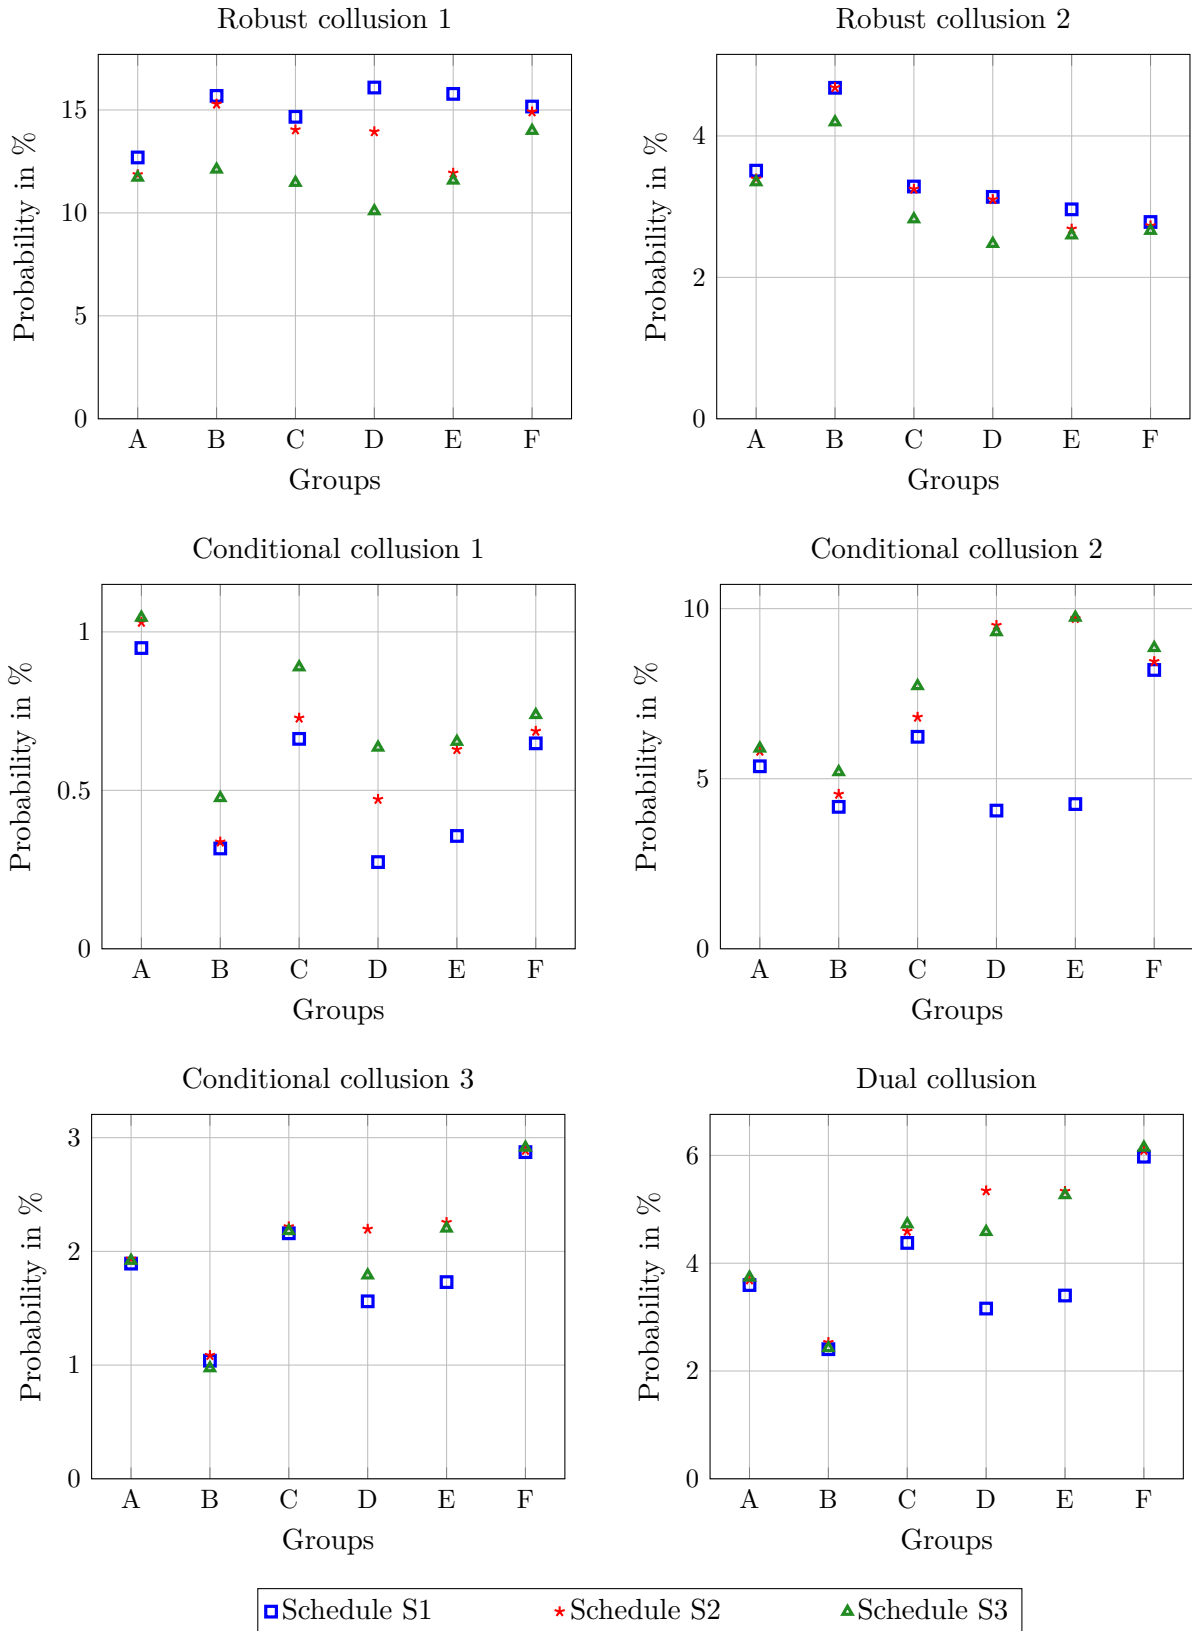 Robust collusion 1
Probability in %
15
10
5
0
A B C D E F
Groups
Robust collusion 2
Probability in %
4
2
0
A B C D E F
Groups
Conditional collusion 1
Probability in %
1
0.5
0
A B C D E F
Groups
Conditional collusion 2
Probability in %
10
5
0
A B C D E F
Groups
Conditional collusion 3
Probability in %
3
2
1
0
A B C D E F
Groups
Dual collusion
Probability in %
6
4
2
0
A B C D E F
Groups
Schedule S1 Schedule S2 Schedule S3